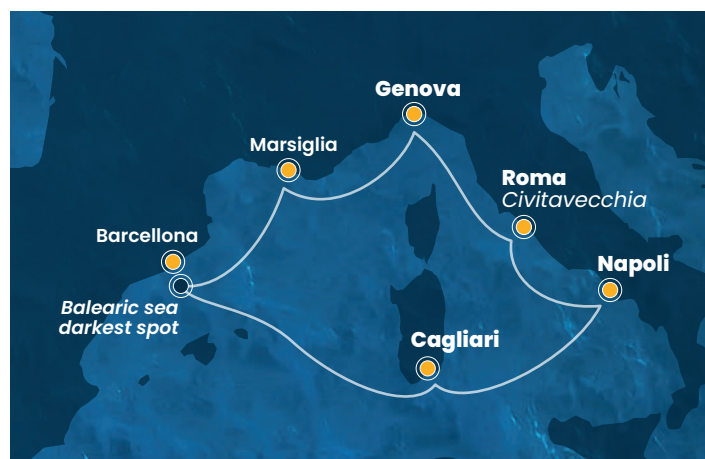 Genova
Marsiglia
Roma
Civitavecchia
Barcellona
Napoli
Balearic sea
darkest spot
Cagliari